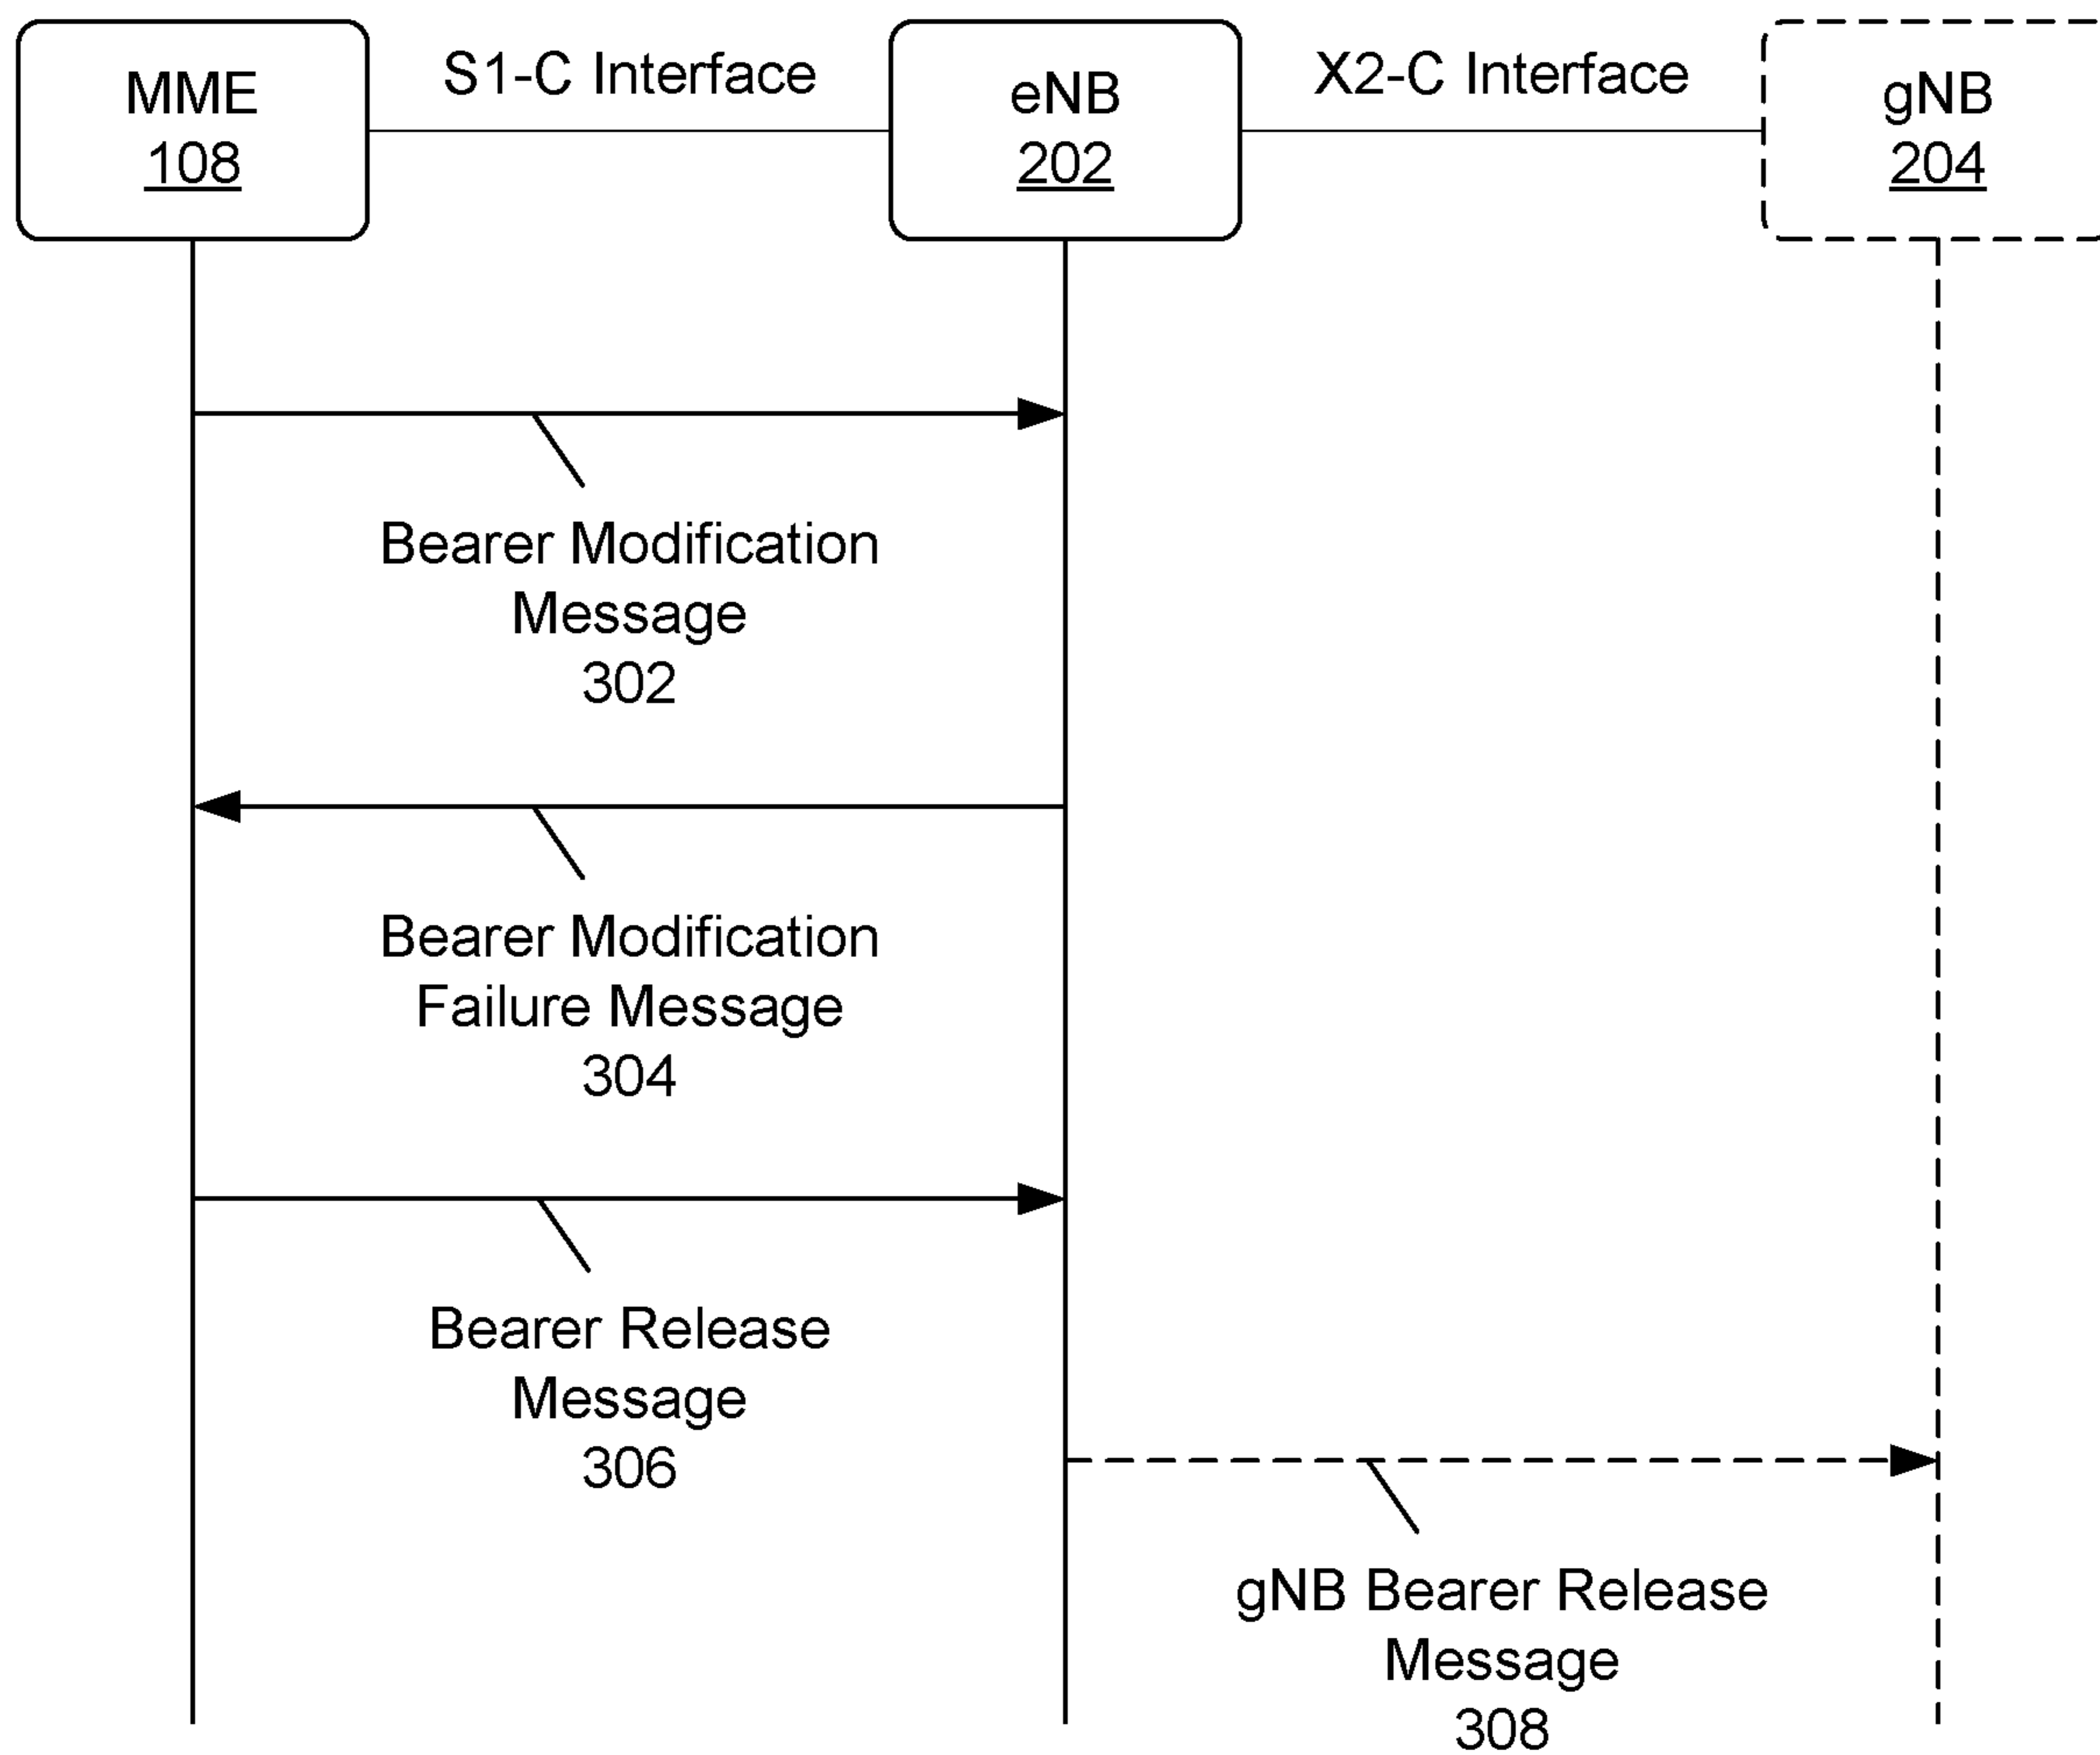 MME
108
S1-C Interface
eNB
202
X2-C Interface
gNB
204
Bearer Modification
Message
302
Bearer Modification
Failure Message
304
Bearer Release
Message
306
gNB Bearer Release
Message
308